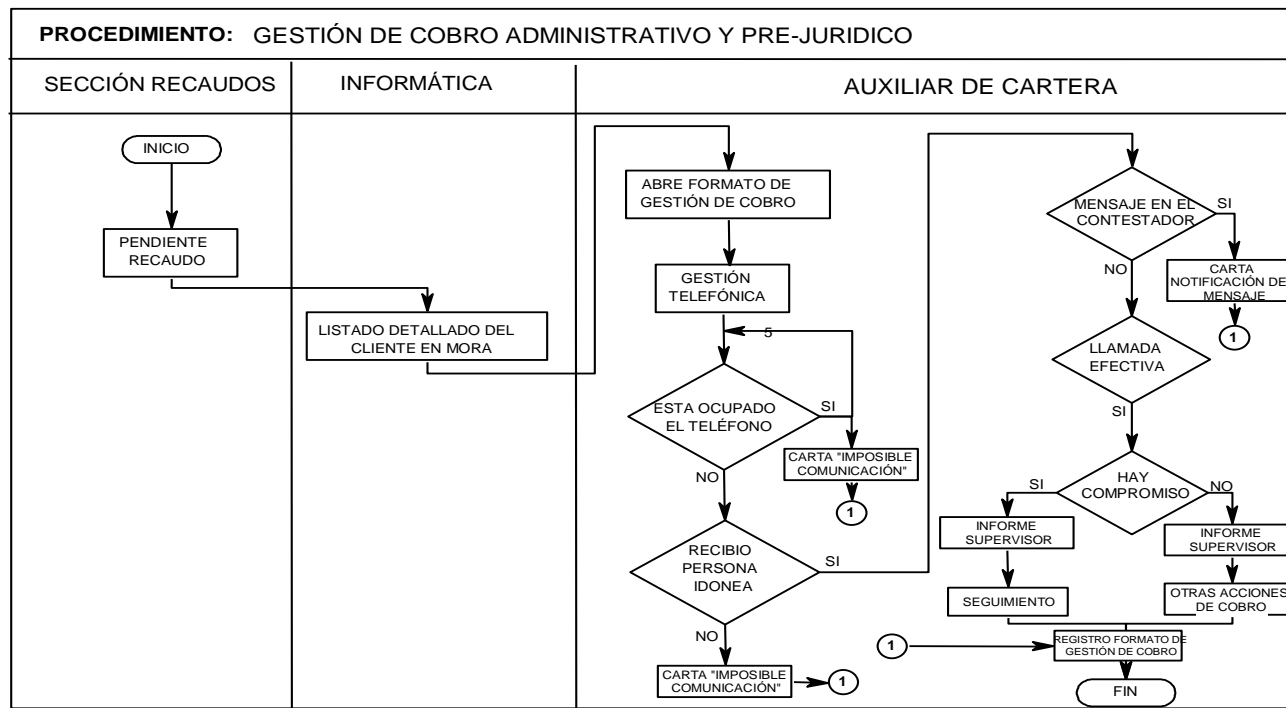 PROCEDIMIENTO: GESTIÓN DE COBRO ADMINISTRATIVO Y PRE-JURIDICO
SECCIÓN RECAUDOS
INFORMÁTICA
AUXILIAR DE CARTERA
INICIO
PENDIENTE
RECAUDO
LISTADO DETALLADO DEL
CLIENTE EN MORA
ABRE FORMATO DE
GESTIÓN DE COBRO
GESTIÓN
TELEFÓNICA
5
ESTA OCUPADO
EL TELÉFONO
SI
CARTA "IMPOSIBLE
COMUNICACIÓN"
1
NO
RECIBIO
PERSONA
IDONEA
SI
NO
CARTA "IMPOSIBLE
COMUNICACIÓN"
1
MENSAJE EN EL
CONTESTADOR
SI
CARTA
NOTIFICACIÓN DE
MENSAJE
1
NO
LLAMADA
EFECTIVA
SI
HAY
COMPROMISO
SI
NO
INFORME
SUPERVISOR
INFORME
SUPERVISOR
SEGUIMIENTO
OTRAS ACCIONES
DE COBRO
1
REGISTRO FORMATO DE
GESTIÓN DE COBRO
FIN